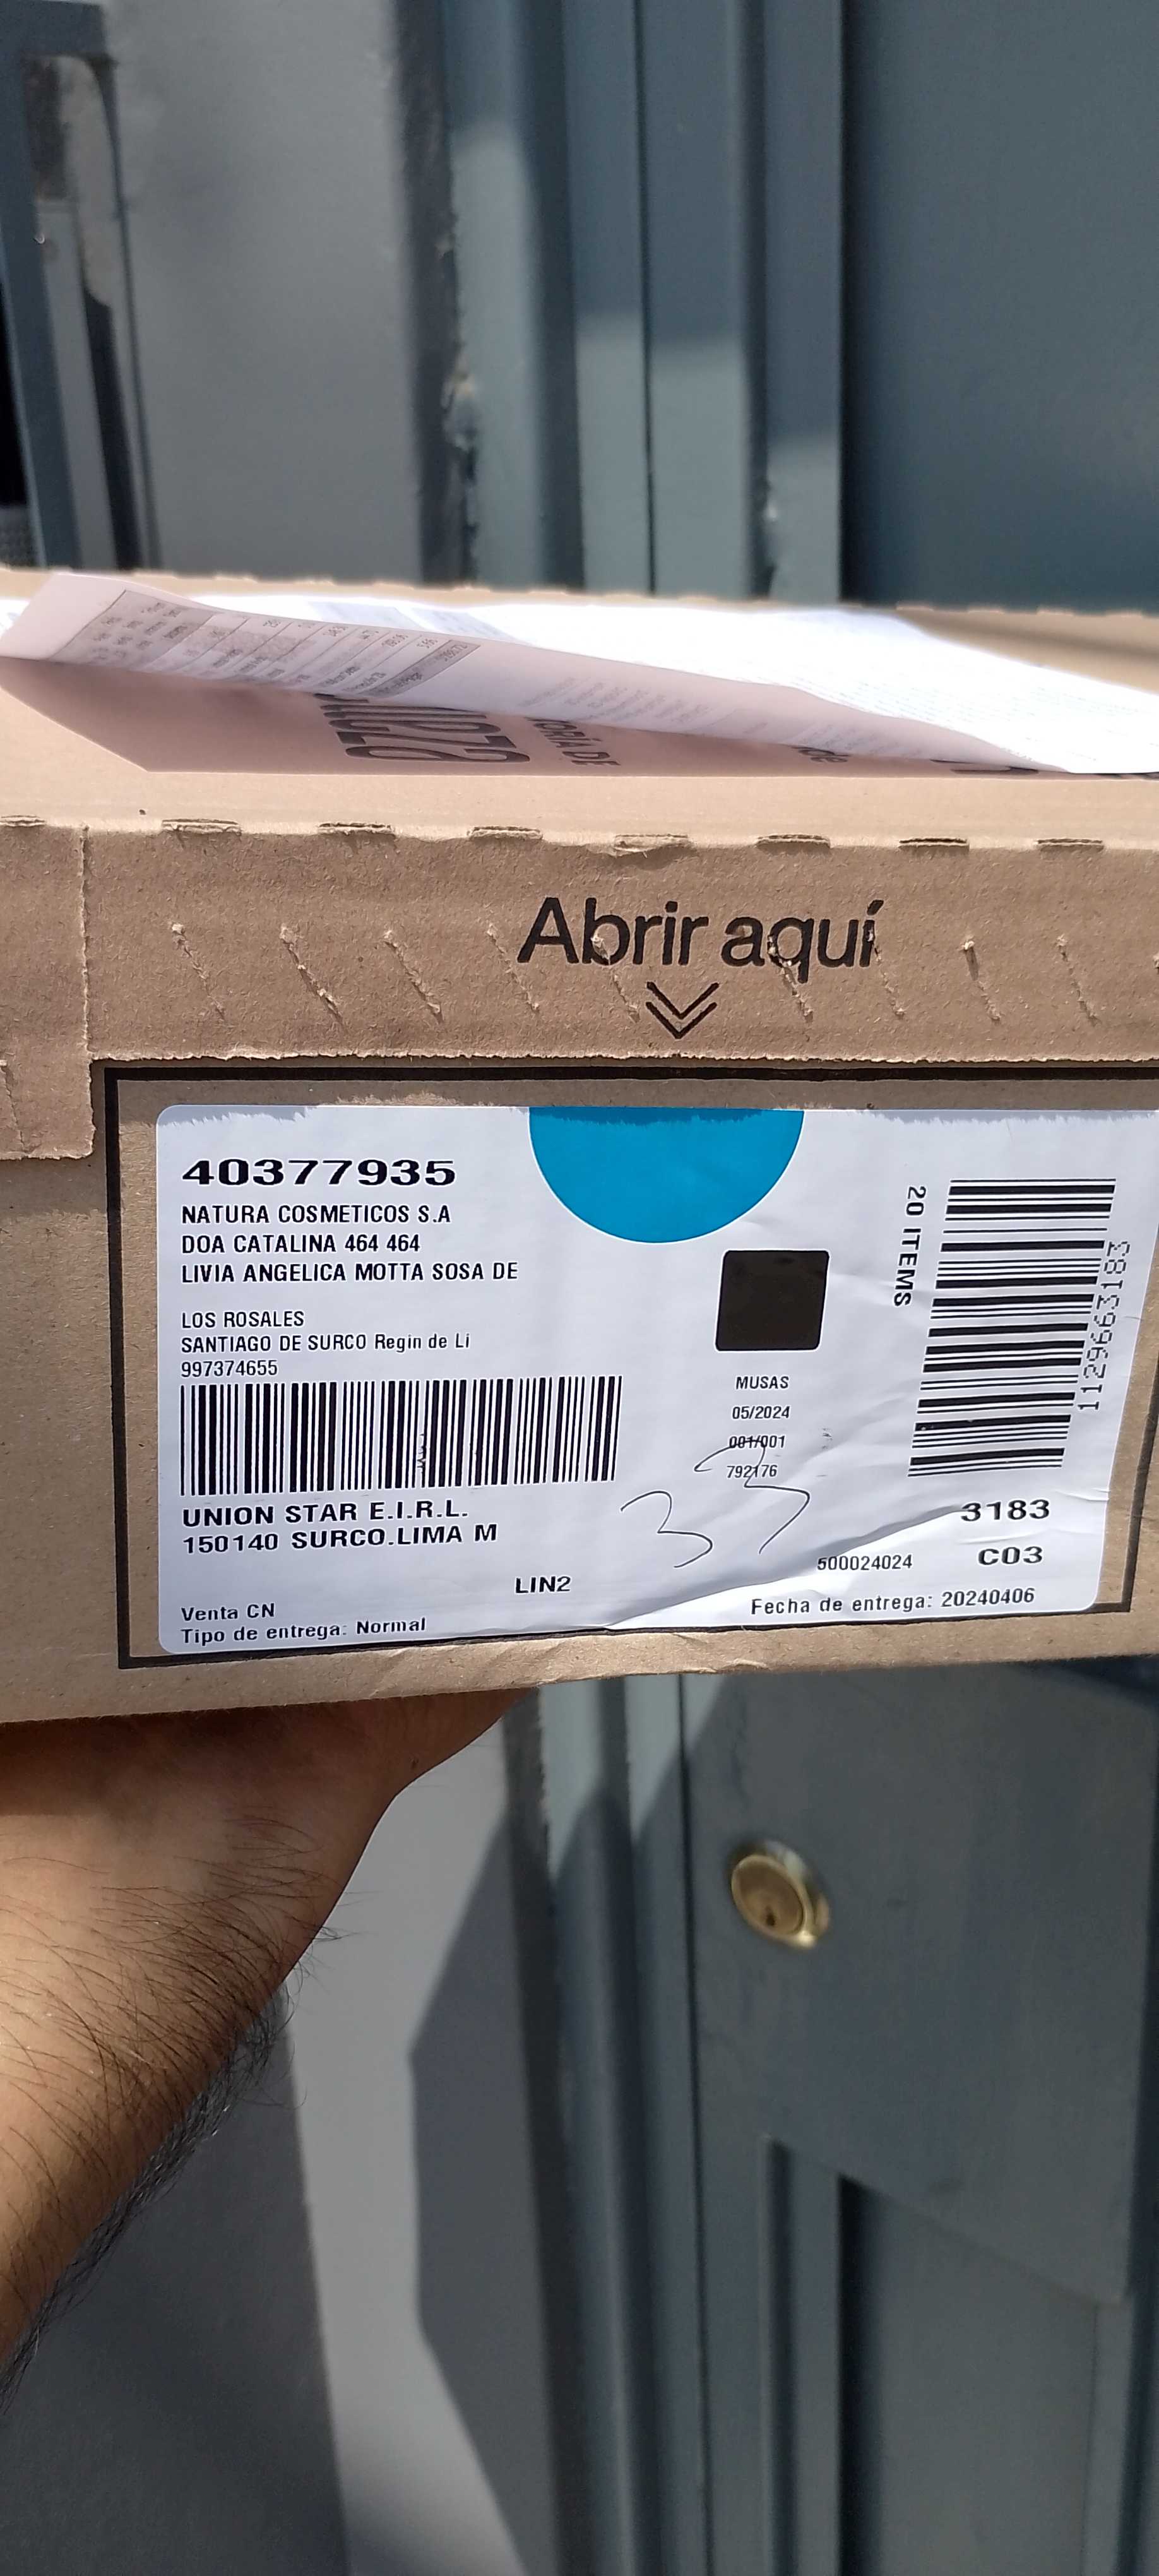 Abrir aquí
40377935
NATURA COSMETICOS S.A
DOA CATALINA 464 464
LIVIA ANGELICA MOTTA SOSA DE
LOS ROSALES
SANTIAGO DE SURCO Regin de Li
997374655
UNION STAR E.I.R.L.
150140 SURCO.LIMA M
LIN2
Venta CN
Tipo de entrega: Normal
MUSAS
05/2024
001/001
792176
37
20 ITEMS
1129663183
3183
500024024
C03
Fecha de entrega: 20240406